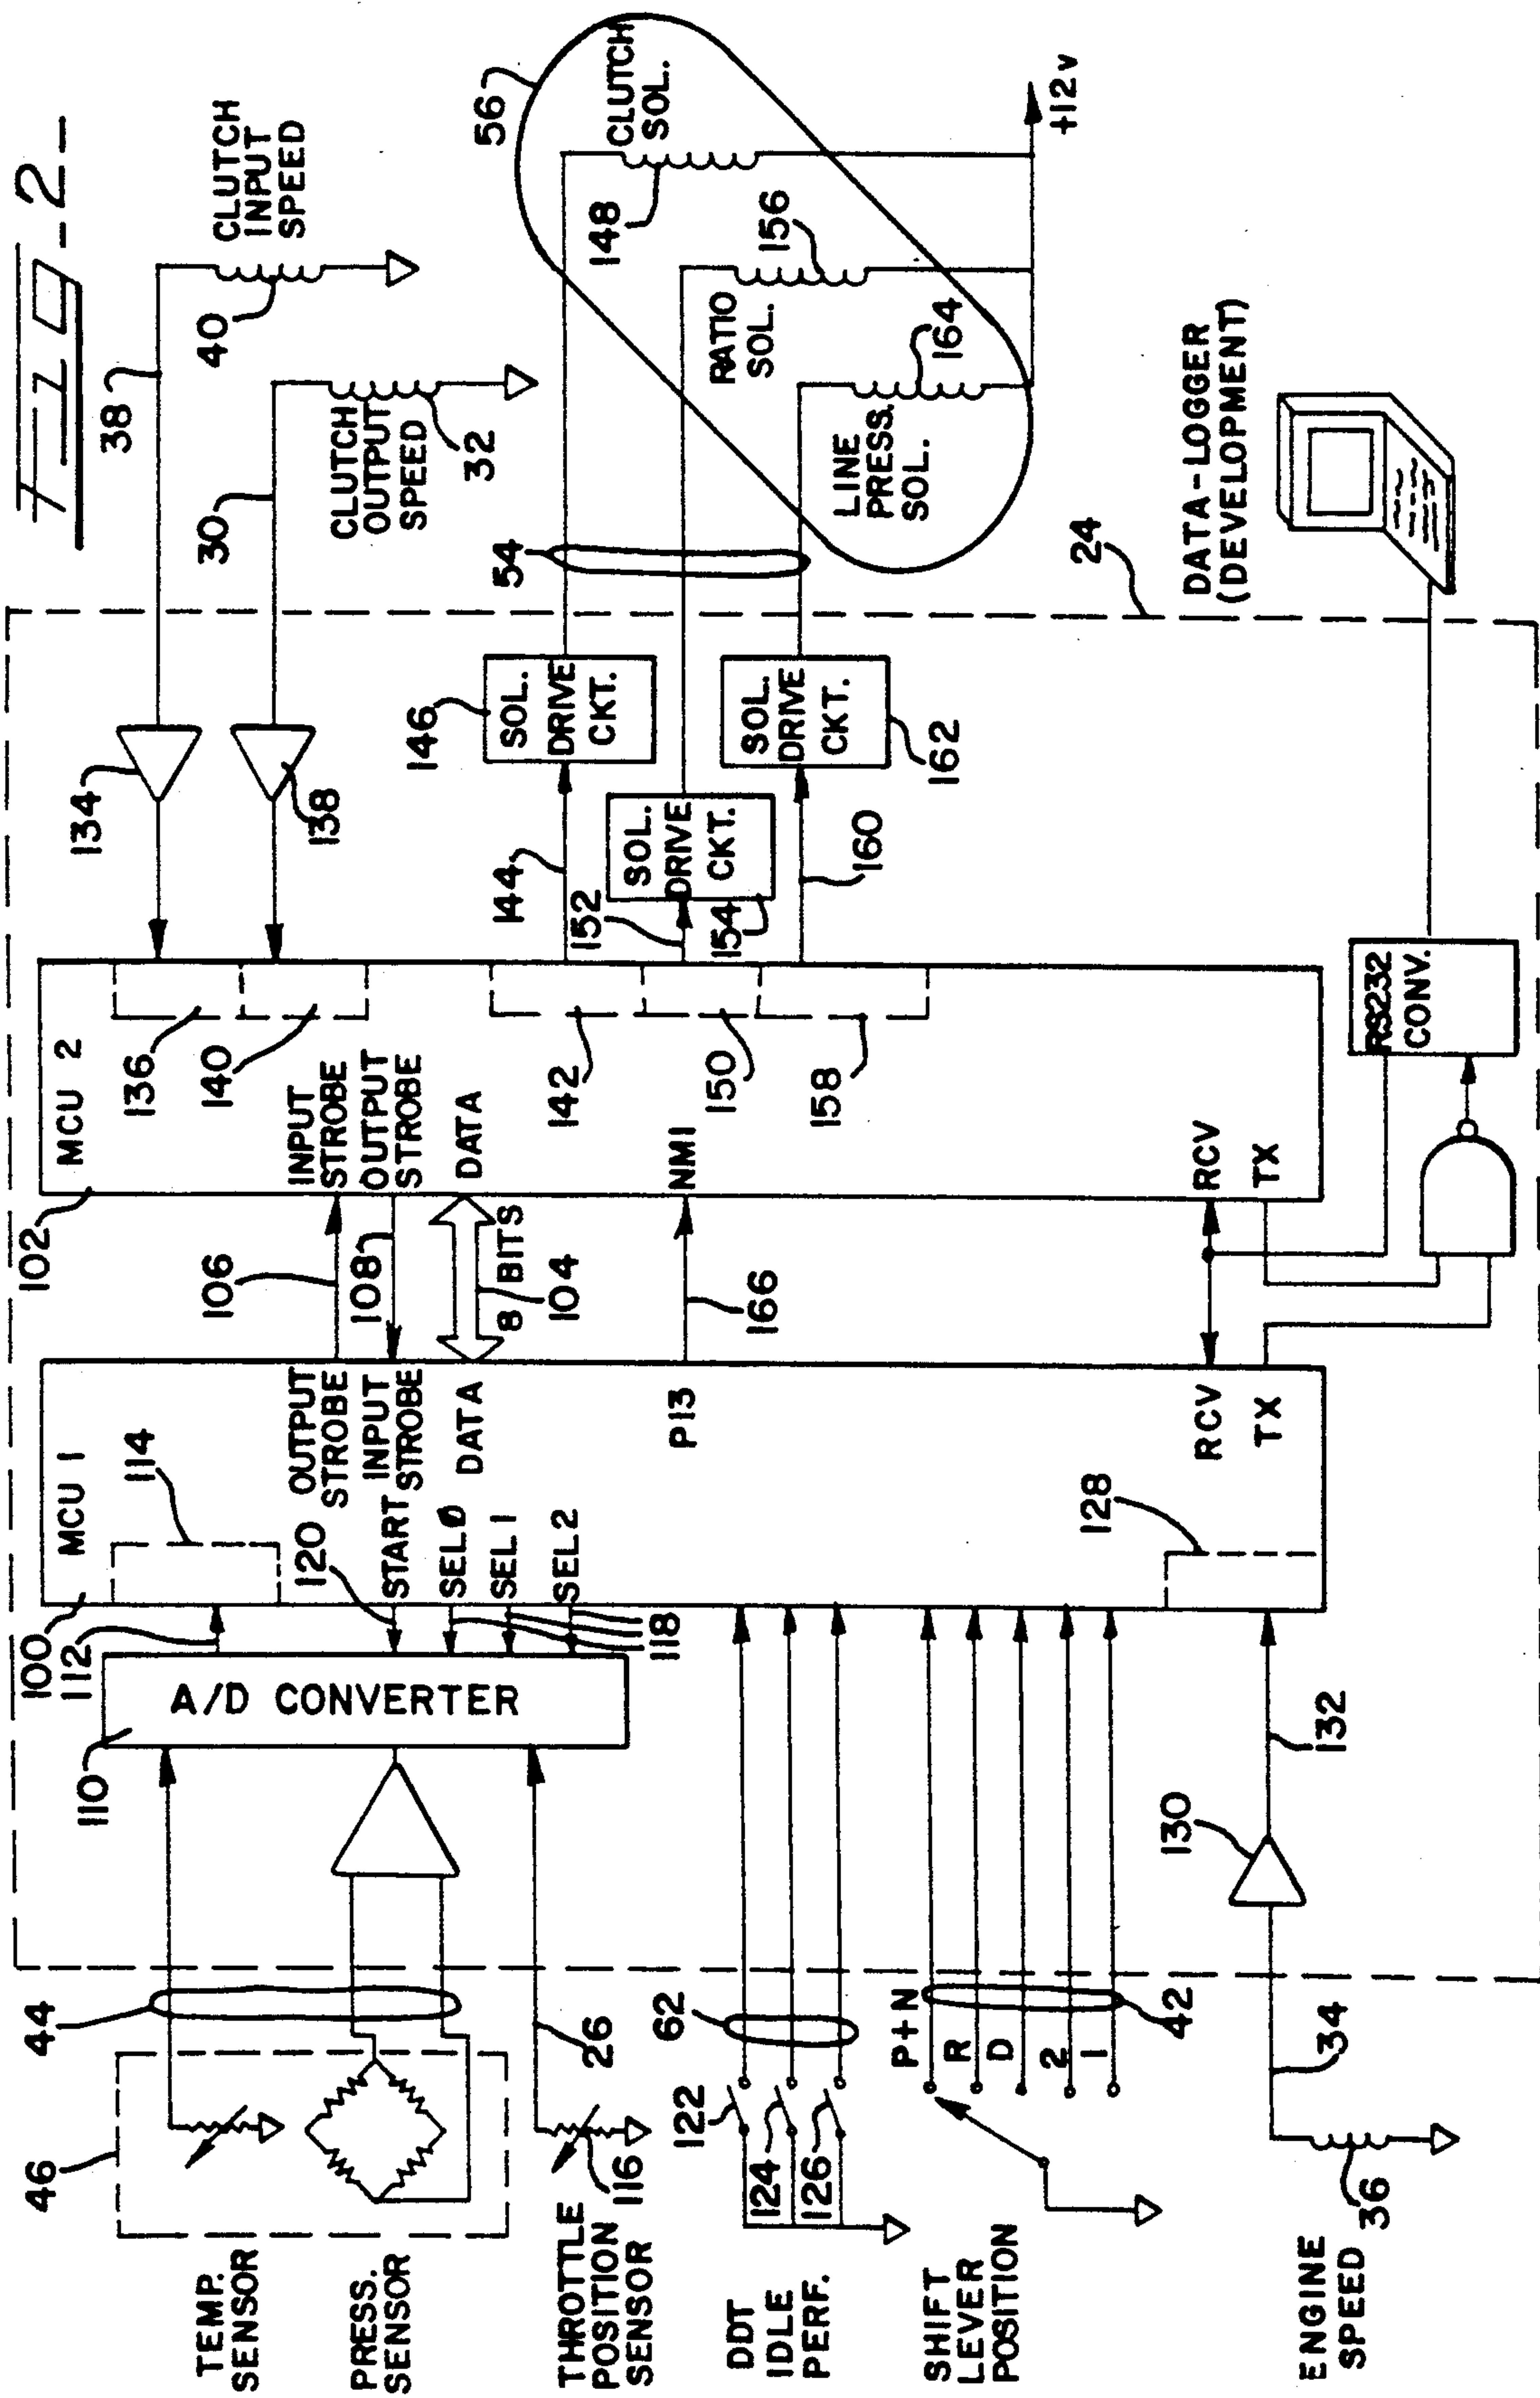 FIG-2-
TEMP.
SENSOR
PRESS.
SENSOR
THROTTLE
POSITION
SENSOR
DDT
IDLE
PERF.
SHIFT
LEVER
POSITION
ENGINE
SPEED
46
44
116
26
122
124
126
62
P+N
R
D
2
1
42
36
34
130
132
110
A/D CONVERTER
112
100
120
118
MCU 1
114
START
SEL0
SEL1
SEL2
OUTPUT
STROBE
INPUT
STROBE
DATA
P13
128
RCV
TX
106
108
8 BITS
104
166
102
MCU 2
INPUT
STROBE
OUTPUT
STROBE
DATA
NMI
RCV
TX
136
140
142
150
158
134
138
144
152
154
160
146
SOL.
DRIVE
CKT.
SOL.
DRIVE
CKT.
SOL.
DRIVE
CKT.
162
RS232
CONV.
24
DATA-LOGGER
(DEVELOPMENT)
38
30
40
CLUTCH
INPUT
SPEED
CLUTCH
OUTPUT
SPEED
32
54
56
CLUTCH
SOL.
148
RATIO
SOL.
156
LINE
PRESS.
SOL.
164
+12v